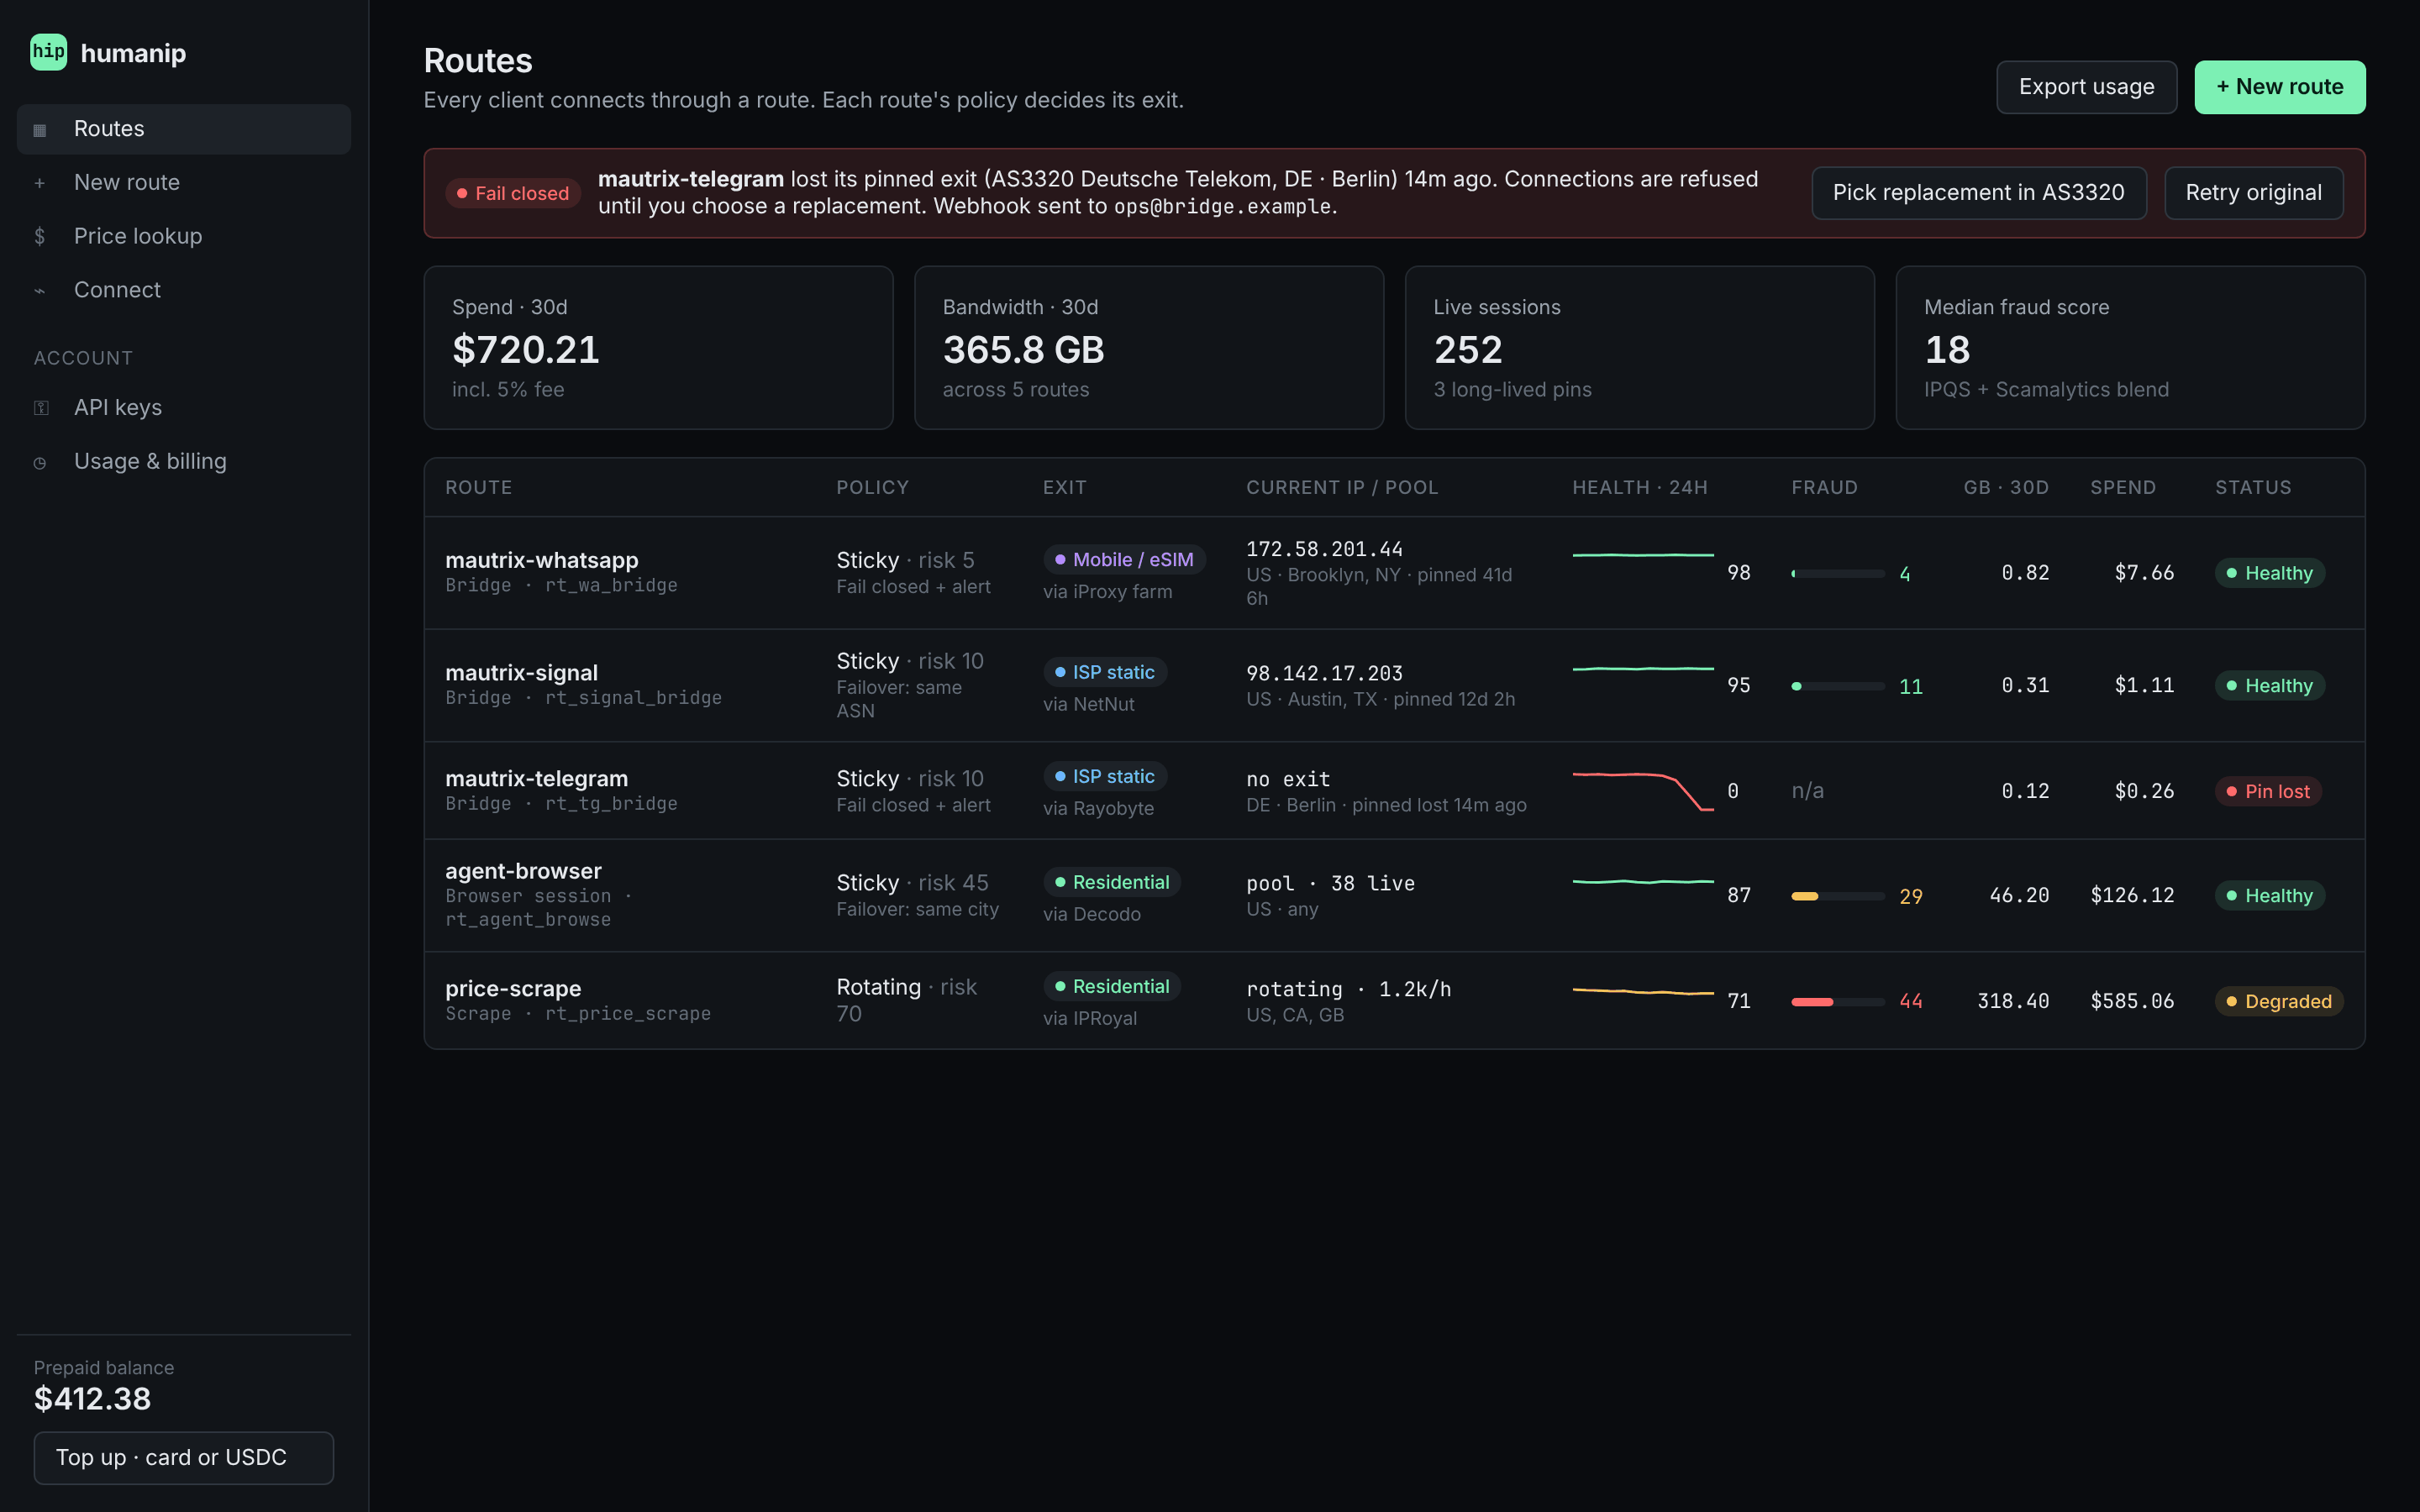 hip humanip
Routes
New route
Price lookup
Connect
ACCOUNT
API keys
Usage & billing
Prepaid balance
$412.38
Top up · card or USDC
Routes
Every client connects through a route. Each route's policy decides its exit.
Export usage
+ New route
Fail closed
mautrix-telegram lost its pinned exit (AS3320 Deutsche Telekom, DE · Berlin) 14m ago. Connections are refused
until you choose a replacement. Webhook sent to ops@bridge.example.
Pick replacement in AS3320
Retry original
Spend · 30d
$720.21
incl. 5% fee
Bandwidth · 30d
365.8 GB
across 5 routes
Live sessions
252
3 long-lived pins
Median fraud score
18
IPQS + Scamalytics blend
ROUTE POLICY EXIT CURRENT IP / POOL HEALTH · 24H FRAUD GB · 30D SPEND STATUS
mautrix-whatsapp
Bridge · rt_wa_bridge
Sticky · risk 5
Fail closed + alert
Mobile / eSIM
via iProxy farm
172.58.201.44
US · Brooklyn, NY · pinned 41d
6h
98
4
0.82
$7.66
Healthy
mautrix-signal
Bridge · rt_signal_bridge
Sticky · risk 10
Failover: same
ASN
ISP static
via NetNut
98.142.17.203
US · Austin, TX · pinned 12d 2h
95
11
0.31
$1.11
Healthy
mautrix-telegram
Bridge · rt_tg_bridge
Sticky · risk 10
Fail closed + alert
ISP static
via Rayobyte
no exit
DE · Berlin · pinned lost 14m ago
0
n/a
0.12
$0.26
Pin lost
agent-browser
Browser session ·
rt_agent_browse
Sticky · risk 45
Failover: same city
Residential
via Decodo
pool · 38 live
US · any
87
29
46.20
$126.12
Healthy
price-scrape
Scrape · rt_price_scrape
Rotating · risk
70
Residential
via IPRoyal
rotating · 1.2k/h
US, CA, GB
71
44
318.40
$585.06
Degraded